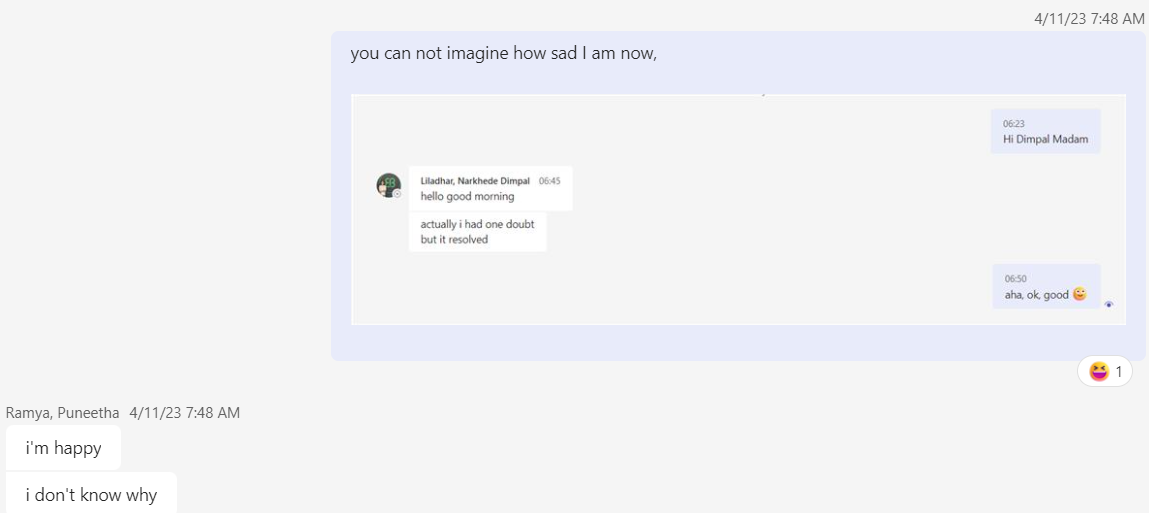 4/11/23 7:48 AM
you can not imagine how sad I am now,
06:23
Hi Dimpal Madam
Liladhar, Narkhede Dimpal 06:45
hello good morning
actually i had one doubt
but it resolved
06:50
aha, ok, good 😅
1
Ramya, Puneetha 4/11/23 7:48 AM
i'm happy
i don't know why